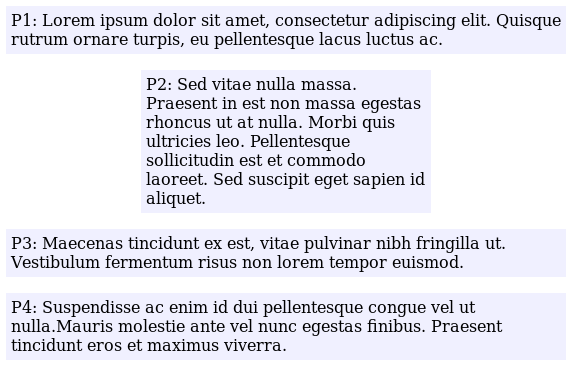 P1: Lorem ipsum dolor sit amet, consectetur adipiscing elit. Quisque
rutrum ornare turpis, eu pellentesque lacus luctus ac.
P2: Sed vitae nulla massa.
Praesent in est non massa egestas
rhoncus ut at nulla. Morbi quis
ultricies leo. Pellentesque
sollicitudin est et commodo
laoreet. Sed suscipit eget sapien id
aliquet.
P3: Maecenas tincidunt ex est, vitae pulvinar nibh fringilla ut.
Vestibulum fermentum risus non lorem tempor euismod.
P4: Suspendisse ac enim id dui pellentesque congue vel ut
nulla.Mauris molestie ante vel nunc egestas finibus. Praesent
tincidunt eros et maximus viverra.